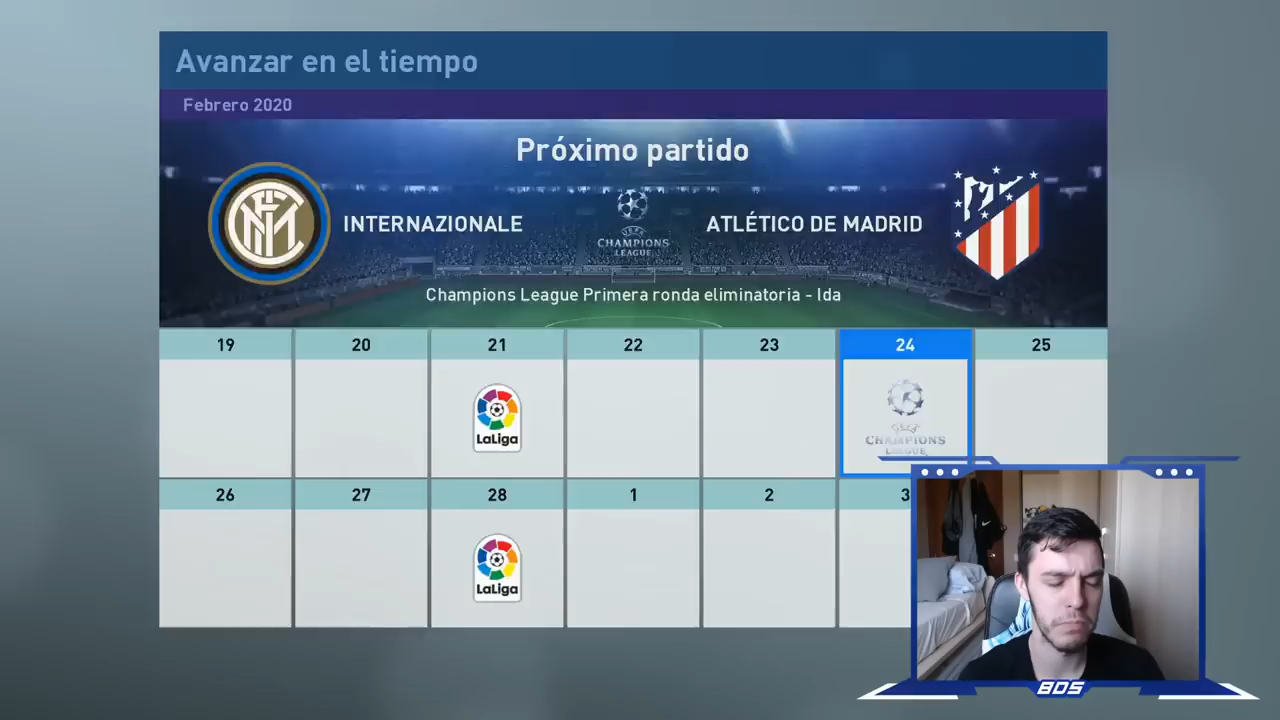 Avanzar en el tiempo
Febrero 2020
Próximo partido
INTERNAZIONALE
UEFA
CHAMPIONS
LEAGUE
ATLÉTICO DE MADRID
Champions League Primera ronda eliminatoria - Ida
19 20 21 22 23 24 25
LaLiga
UEFA
CHAMPIONS
LEAGUE
26 27 28 1 2 3
LaLiga
BDS